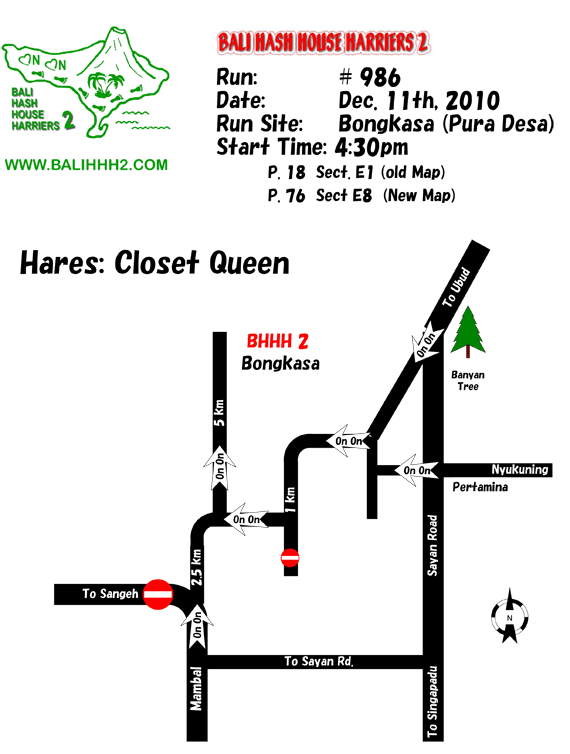 BALI HASH HOUSE HARRIERS 2
ON ON
BALI
HASH
HOUSE
HARRIERS 2
WWW.BALIHHH2.COM
Run: # 986
Date: Dec. 11th, 2010
Run Site: Bongkasa (Pura Desa)
Start Time: 4:30pm
P. 18 Sect. E1 (old Map)
P. 76 Sect E8 (New Map)
Hares: Closet Queen
To Ubud
On On
BHHH 2
Bongkasa
Banyan
Tree
5 km
On On
On On
On On
Nyukuning
Pertamina
1 km
On On
Sayan Road
2.5 km
To Sangeh
On On
N
To Sayan Rd.
Mambal
To Singapadu